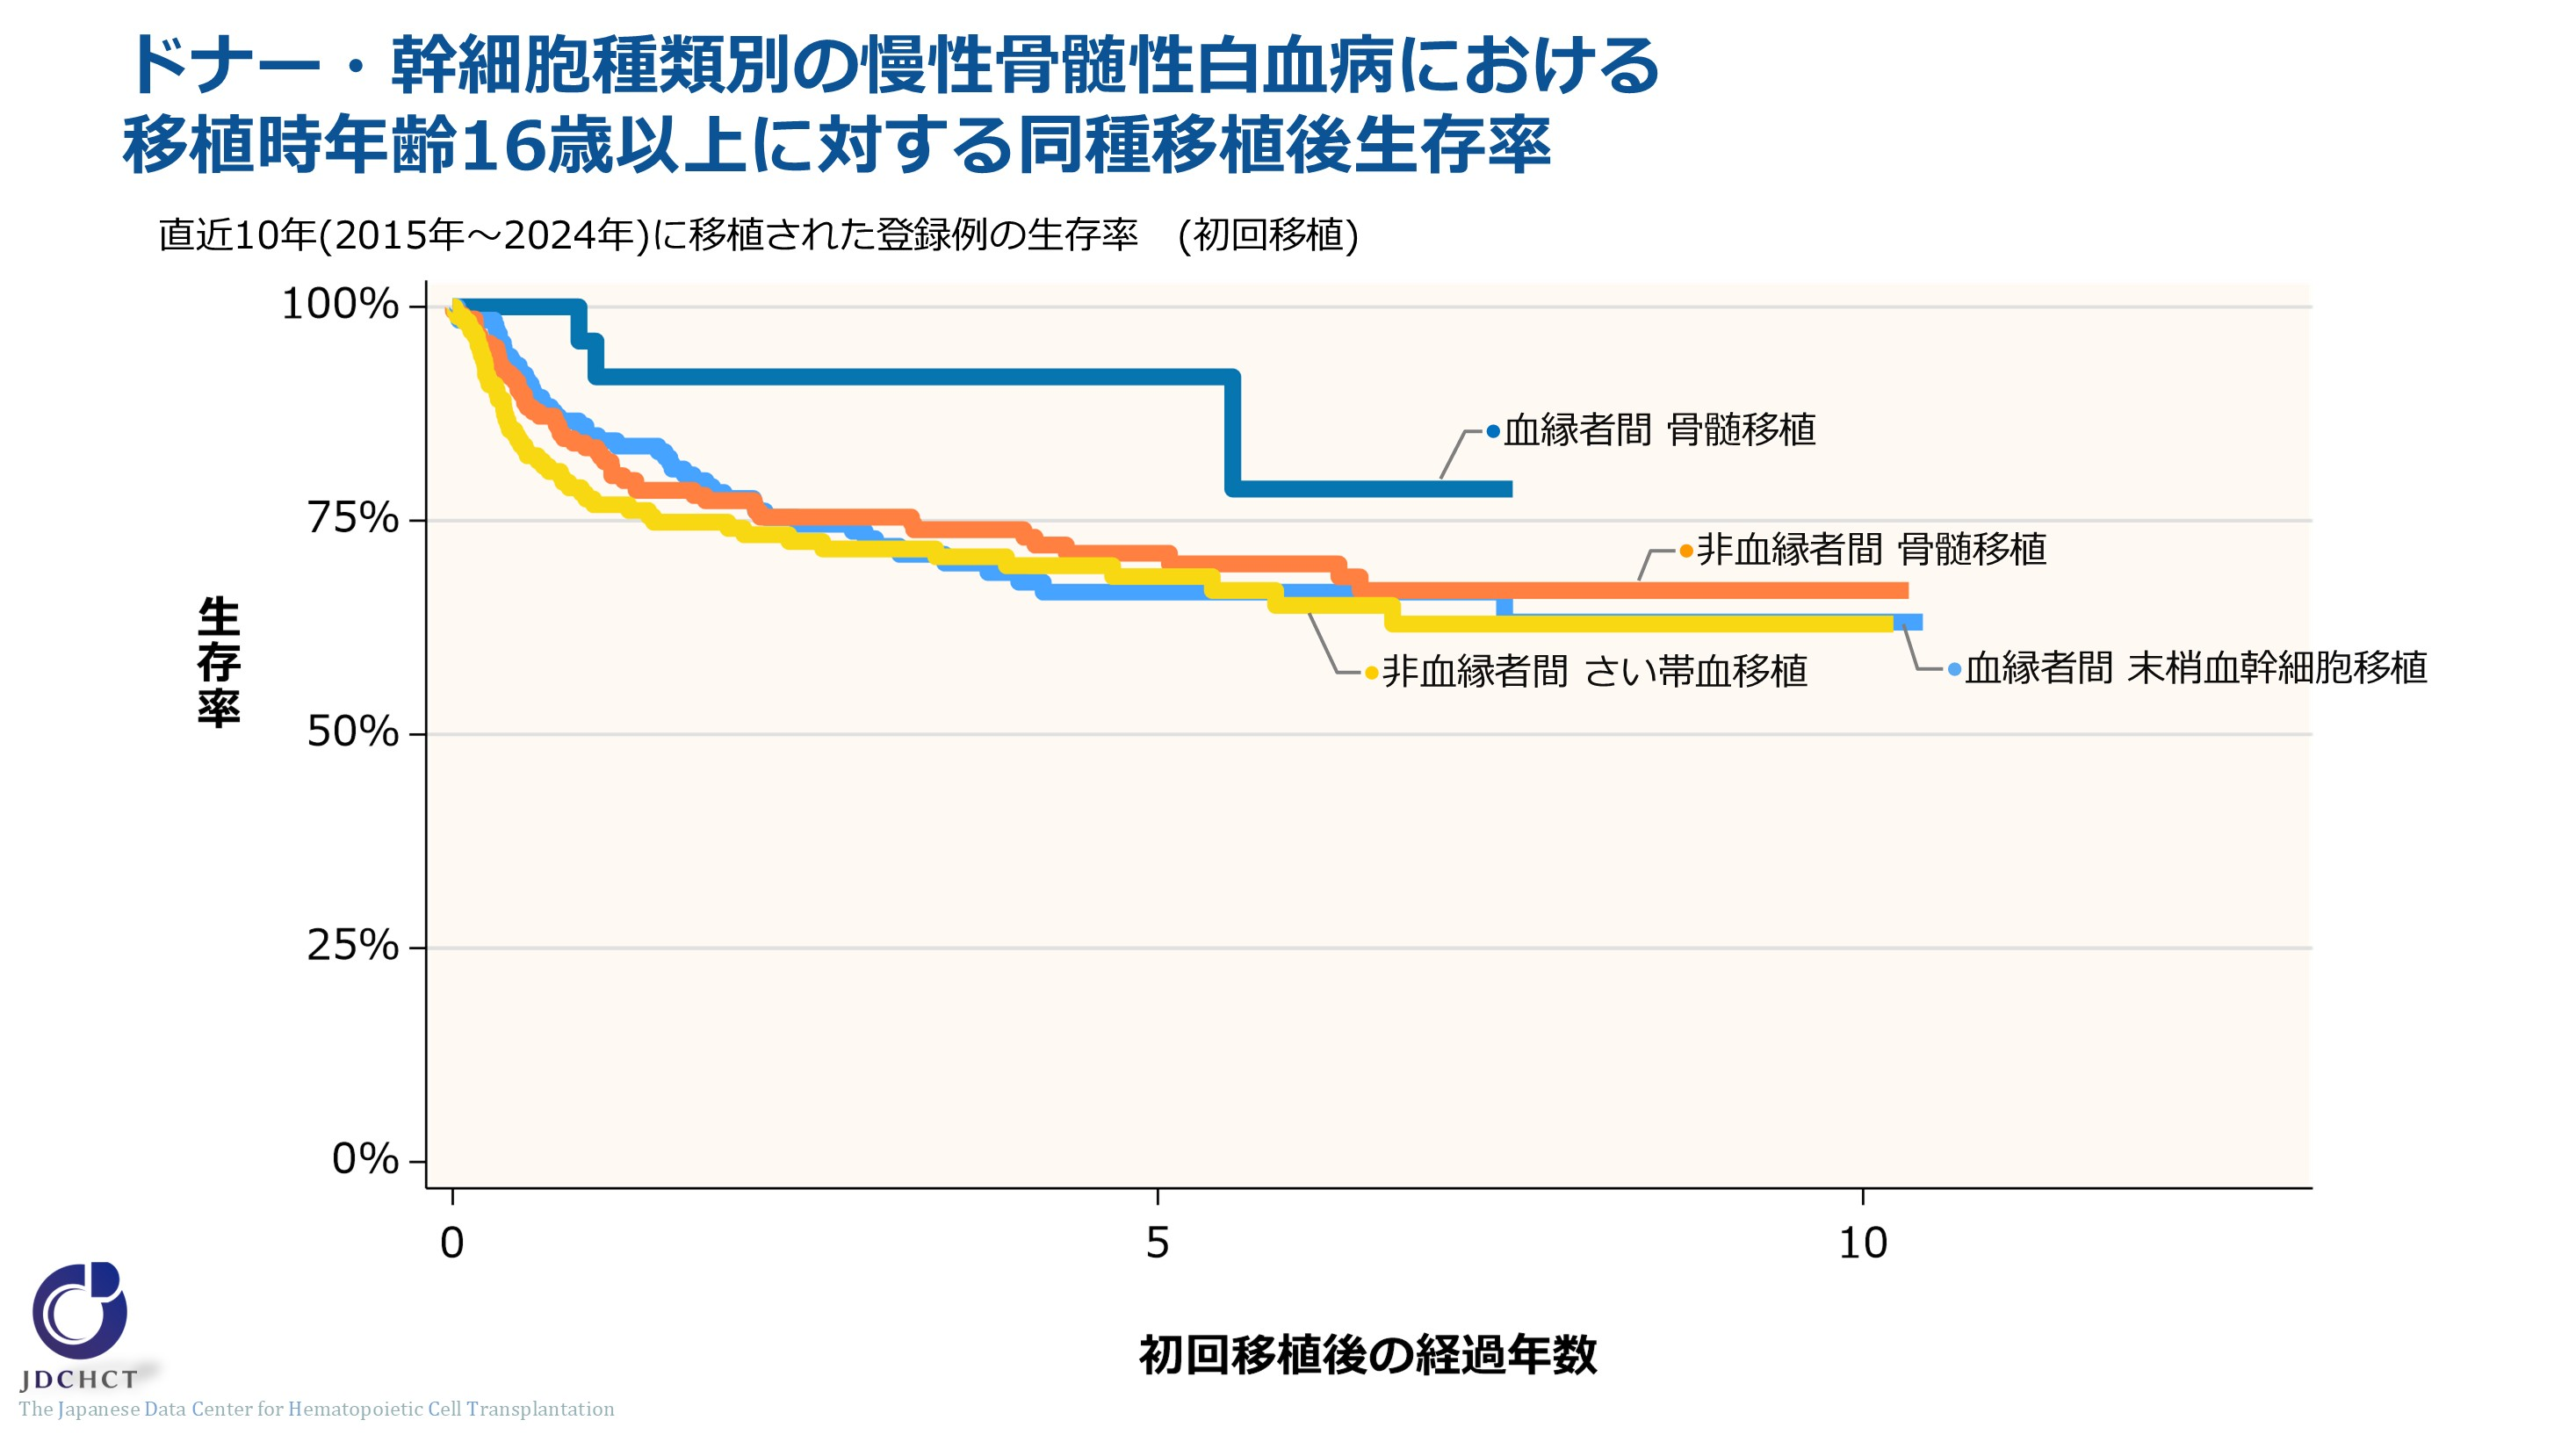 ドナー・幹細胞種類別の慢性骨髄性白血病における
移植時年齢16歳以上に対する同種移植後生存率
直近10年(2015年～2024年)に移植された登録例の生存率　(初回移植)
100%
75%
50%
25%
0%
生存率
血縁者間 骨髄移植
非血縁者間 骨髄移植
非血縁者間 さい帯血移植
血縁者間 末梢血幹細胞移植
0
5
10
初回移植後の経過年数
JDCHCT
The Japanese Data Center for Hematopoietic Cell Transplantation